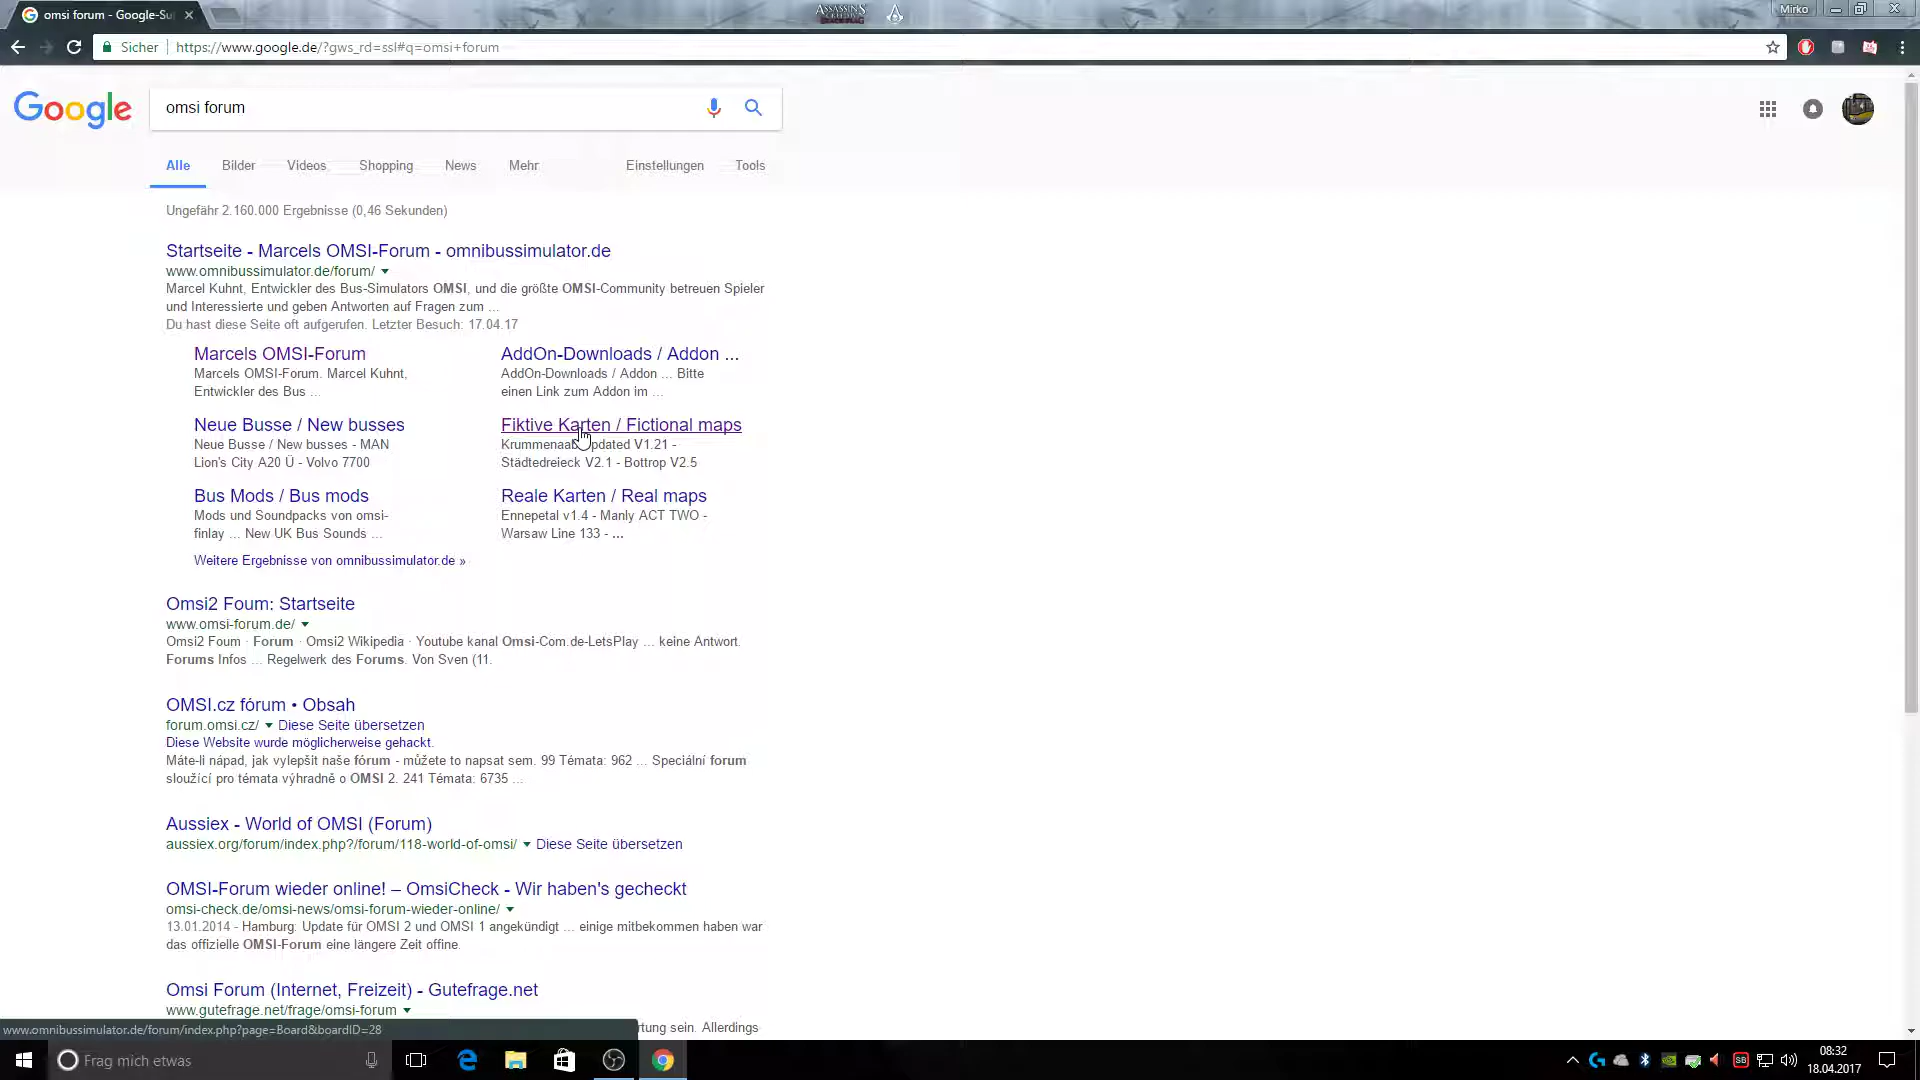 omsi forum - Google-Su
ASSASSINS
Mirko
Sicher
https://www.google.de/?gws_rd=ssl#q=omsi+forum
Google
omsi forum
Alle Bilder Videos Shopping News Mehr Einstellungen Tools
Ungefähr 2.160.000 Ergebnisse (0,46 Sekunden)
Startseite - Marcels OMSI-Forum - omnibussimulator.de
www.omnibussimulator.de/forum/
Marcel Kuhnt, Entwickler des Bus-Simulators OMSI, und die größte OMSI-Community betreuen Spieler
und Interessierte und geben Antworten auf Fragen zum ...
Du hast diese Seite oft aufgerufen. Letzter Besuch: 17.04.17
Marcels OMSI-Forum
Marcels OMSI-Forum. Marcel Kuhnt,
Entwickler des Bus ...
AddOn-Downloads / Addon ...
AddOn-Downloads / Addon ... Bitte
einen Link zum Addon im ...
Neue Busse / New busses
Neue Busse / New busses - MAN
Lion's City A20 Ü - Volvo 7700
Fiktive Karten / Fictional maps
Krummenaab updated V1.21 -
Städtedreieck V2.1 - Bottrop V2.5
Bus Mods / Bus mods
Mods und Soundpacks von omsi-
finlay ... New UK Bus Sounds ...
Reale Karten / Real maps
Ennepetal v1.4 - Manly ACT TWO -
Warsaw Line 133 - ...
Weitere Ergebnisse von omnibussimulator.de »
Omsi2 Foum: Startseite
www.omsi-forum.de/
Omsi2 Foum · Forum · Omsi2 Wikipedia · Youtube kanal Omsi-Com.de-LetsPlay ... keine Antwort.
Forums Infos ... Regelwerk des Forums. Von Sven (11.
OMSI.cz fórum • Obsah
forum.omsi.cz/ Diese Seite übersetzen
Diese Website wurde möglicherweise gehackt.
Máte-li nápad, jak vylepšit naše fórum - můžete to napsat sem. 99 Témata: 962 ... Speciální forum
sloužící pro témata výhradně o OMSI 2. 241 Témata: 6735 ...
Aussiex - World of OMSI (Forum)
aussiex.org/forum/index.php?/forum/118-world-of-omsi/ Diese Seite übersetzen
OMSI-Forum wieder online! – OmsiCheck - Wir haben's gecheckt
omsi-check.de/omsi-news/omsi-forum-wieder-online/
13.01.2014 - Hamburg: Update für OMSI 2 und OMSI 1 angekündigt ... einige mitbekommen haben war
das offizielle OMSI-Forum eine längere Zeit offine.
Omsi Forum (Internet, Freizeit) - Gutefrage.net
www.gutefrage.net/frage/omsi-forum
rtung sein. Allerdings
www.omnibussimulator.de/forum/index.php?page=Board&boardID=28
Frag mich etwas
SB
08:32
18.04.2017